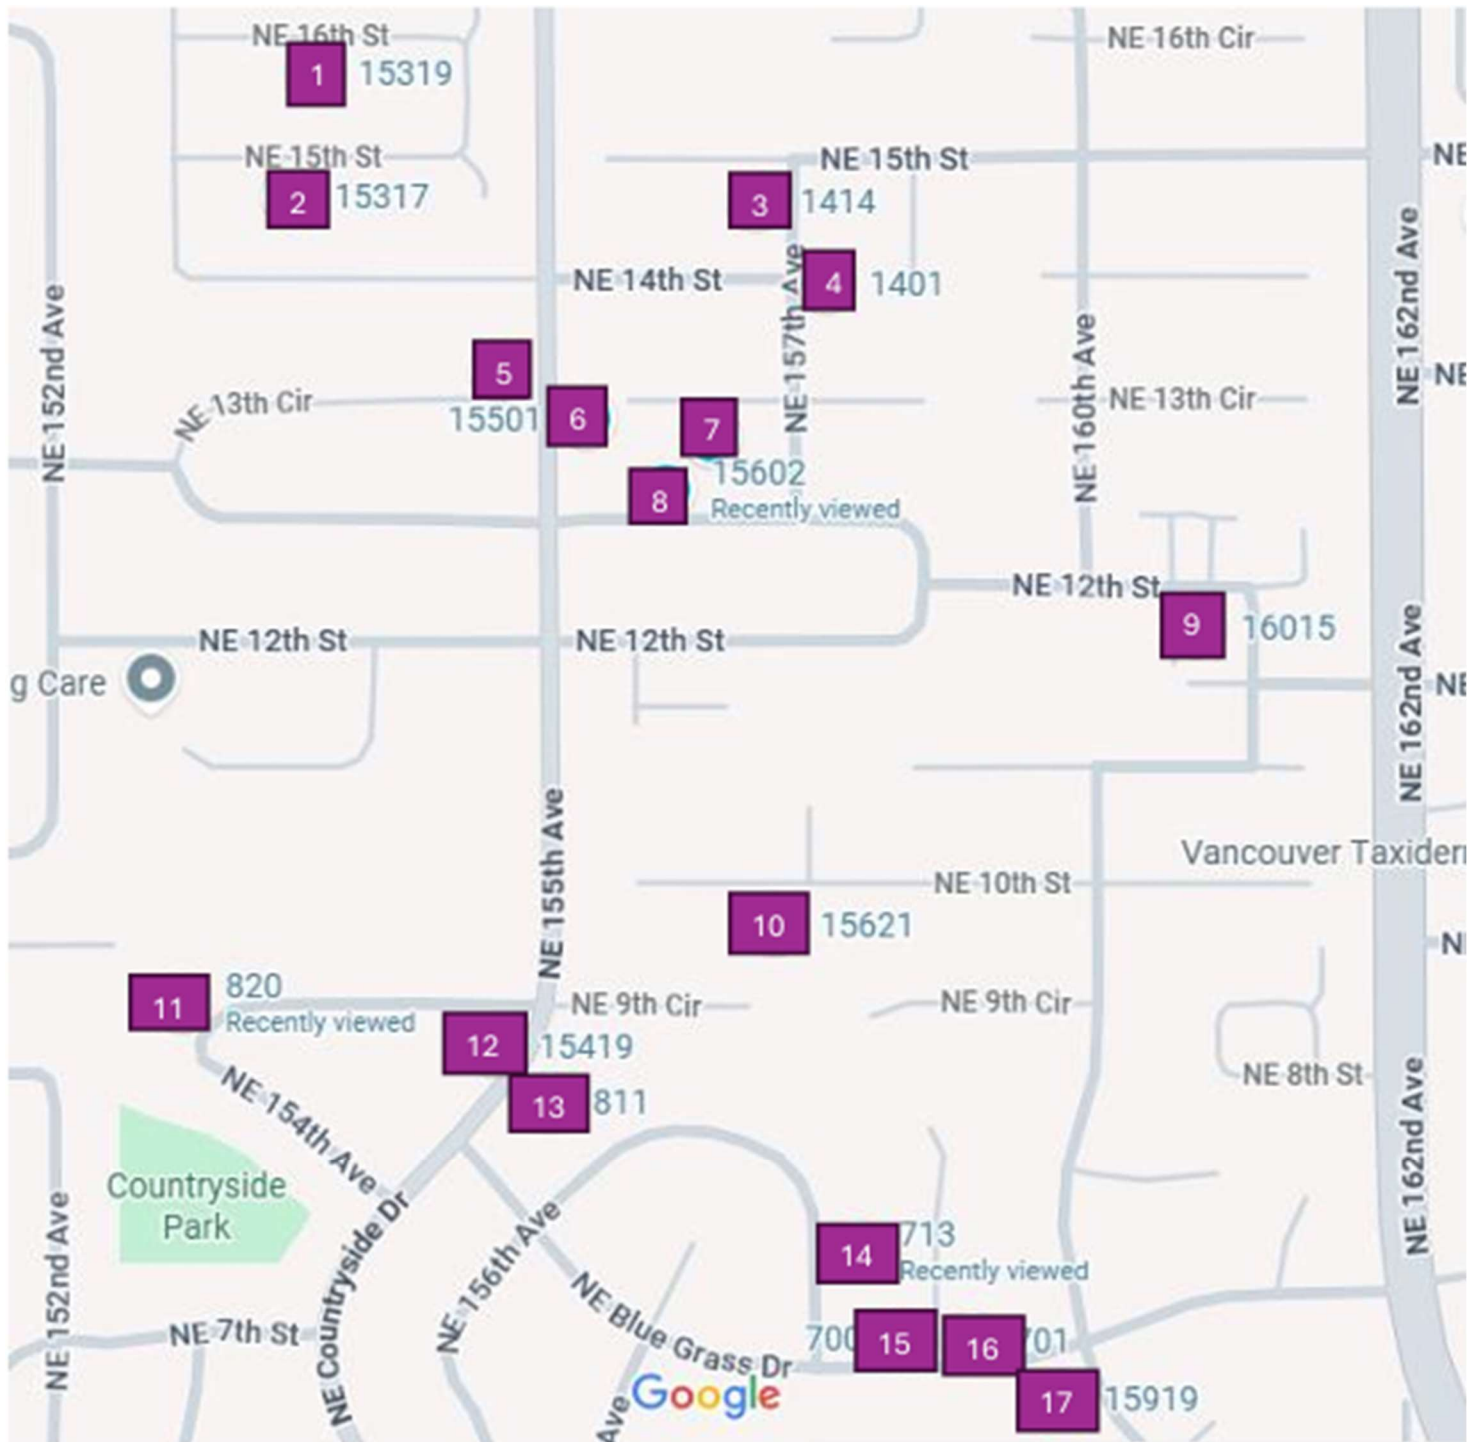 NE 16th St
NE 16th Cir
1 15319
NE 15th St
NE 15th St
NE
2 15317
3 1414
NE 14th St
4 1401
NE 152nd Ave
NE 157th Ave
NE 160th Ave
NE 162nd Ave
NE
5
NE 13th Cir
NE 13th Cir
15501
6
7
15602
Recently viewed
8
NE 12th St
9 16015
NE 12th St
NE 12th St
g Care
NE
NE 162nd Ave
NE 155th Ave
Vancouver Taxider
NE 10th St
10 15621
N
11 820
Recently viewed
NE 9th Cir
NE 9th Cir
12 15419
NE 8th St
13 811
NE 154th Ave
NE 162nd Ave
Countryside
Park
NE 152nd Ave
NE Countryside Dr
NE 156th Ave
14 713
Recently viewed
NE 7th St
NE Blue Grass Dr
700 15
16 701
Google
17 15919
NE
Ave